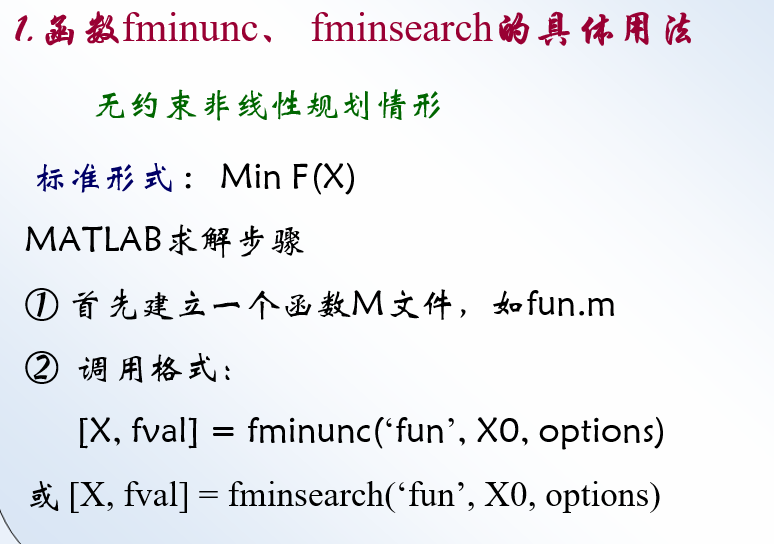 1.函数fminunc、 fminsearch的具体用法
无约束非线性规划情形
标准形式： Min F(X)
MATLAB求解步骤
① 首先建立一个函数M文件，如fun.m
② 调用格式：
[X, fval] = fminunc(‘fun’, X0, options)
或 [X, fval] = fminsearch(‘fun’, X0, options)